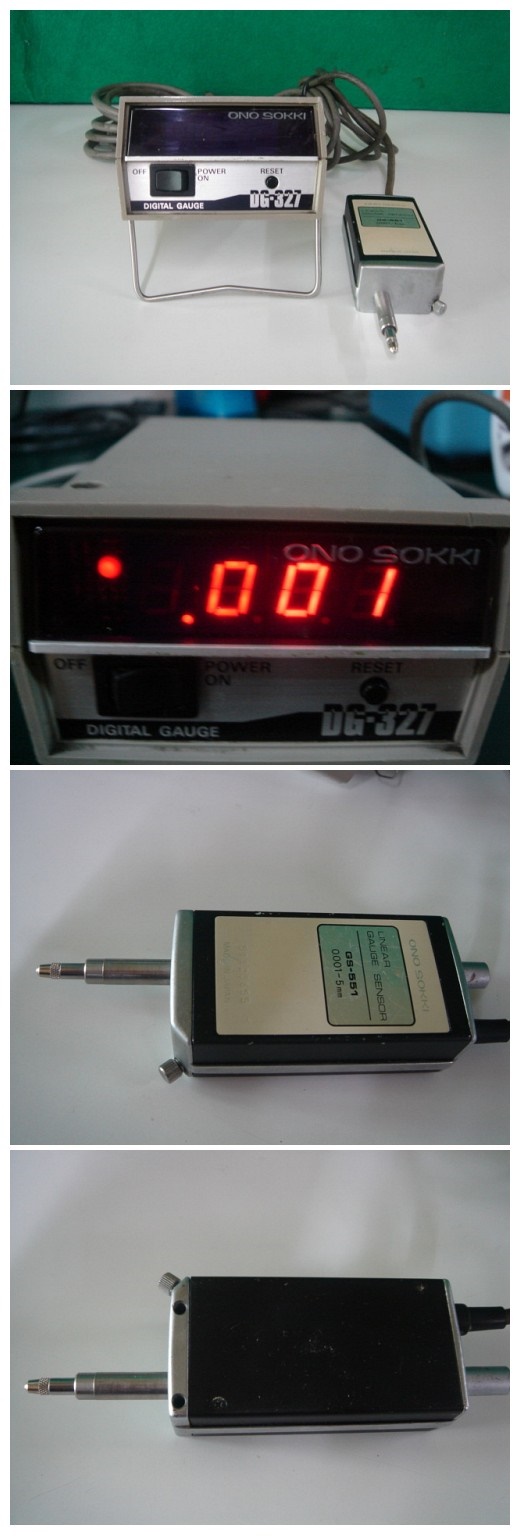 ONO SOKKI
OFF POWER ON RESET
DIGITAL GAUGE DG-327
ONO SOKKI
.001
OFF POWER ON RESET
DIGITAL GAUGE DG-327
ONO SOKKI
LINEAR
GAUGE SENSOR
GS-551
0.001-5mm